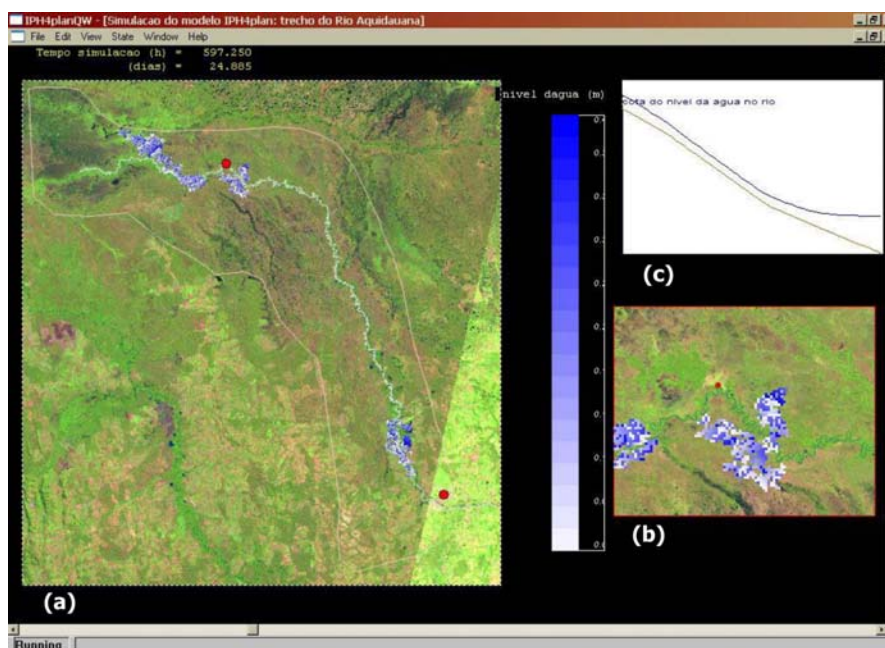 IPH4planQW - [Simulacao do modelo IPH4plan: trecho do Rio Aquidauana]
File Edit View State Window Help
Tempo simulacao (h) = 597.250
(dias) = 24.885
nivel dagua (m)
cota do nivel da agua no rio
(c)
(b)
(a)
Running